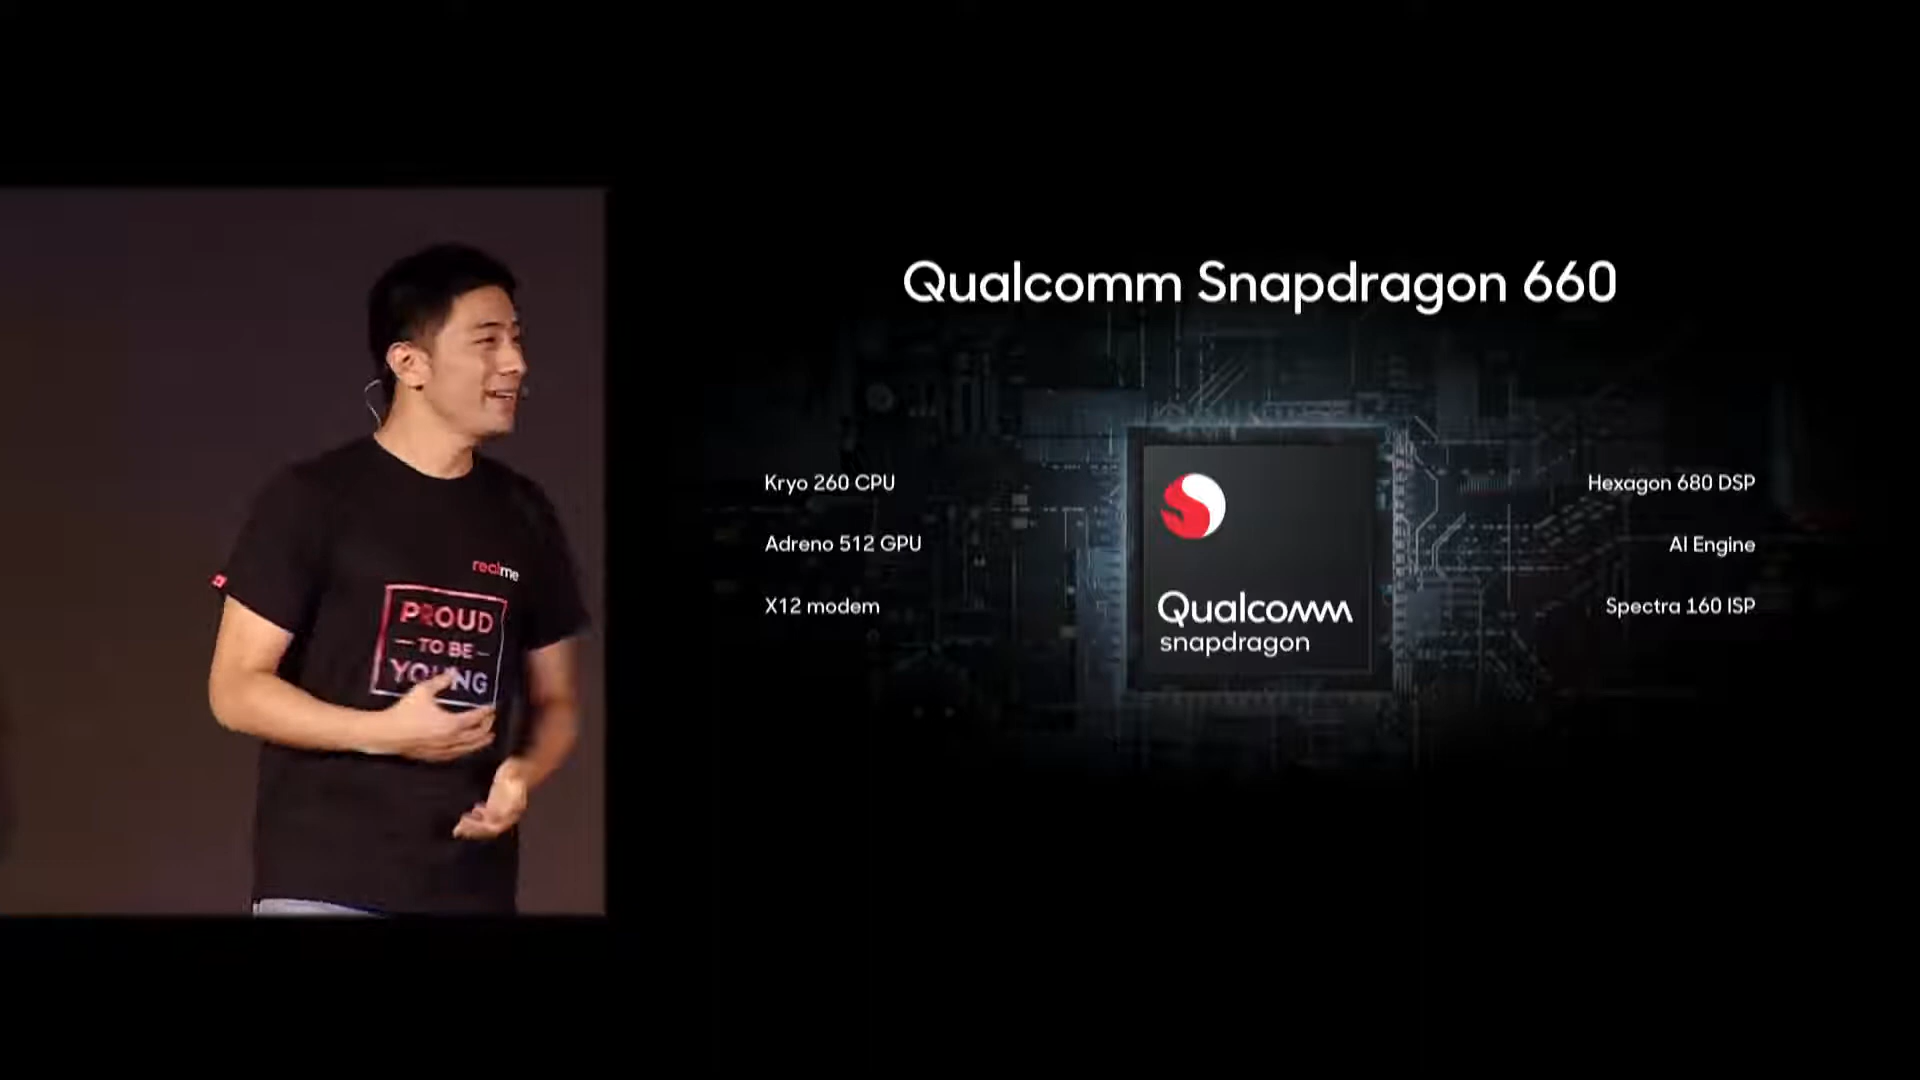 Qualcomm Snapdragon 660
Kryo 260 CPU
Adreno 512 GPU
X12 modem
Qualcomm
snapdragon
Hexagon 680 DSP
AI Engine
Spectra 160 ISP
realme
PROUD
TO BE
YOUNG